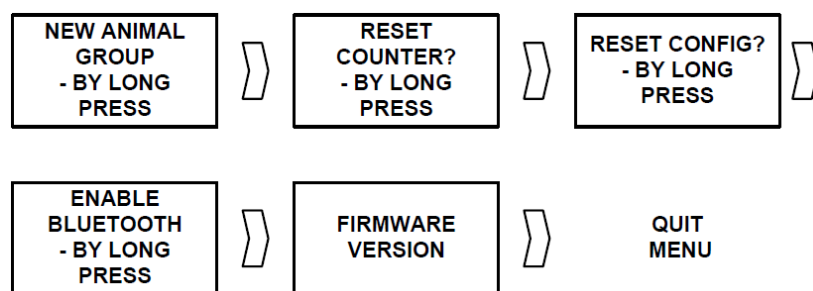 NEW ANIMAL
GROUP
- BY LONG
PRESS
RESET
COUNTER?
- BY LONG
PRESS
RESET CONFIG?
- BY LONG
PRESS
ENABLE
BLUETOOTH
- BY LONG
PRESS
FIRMWARE
VERSION
QUIT
MENU